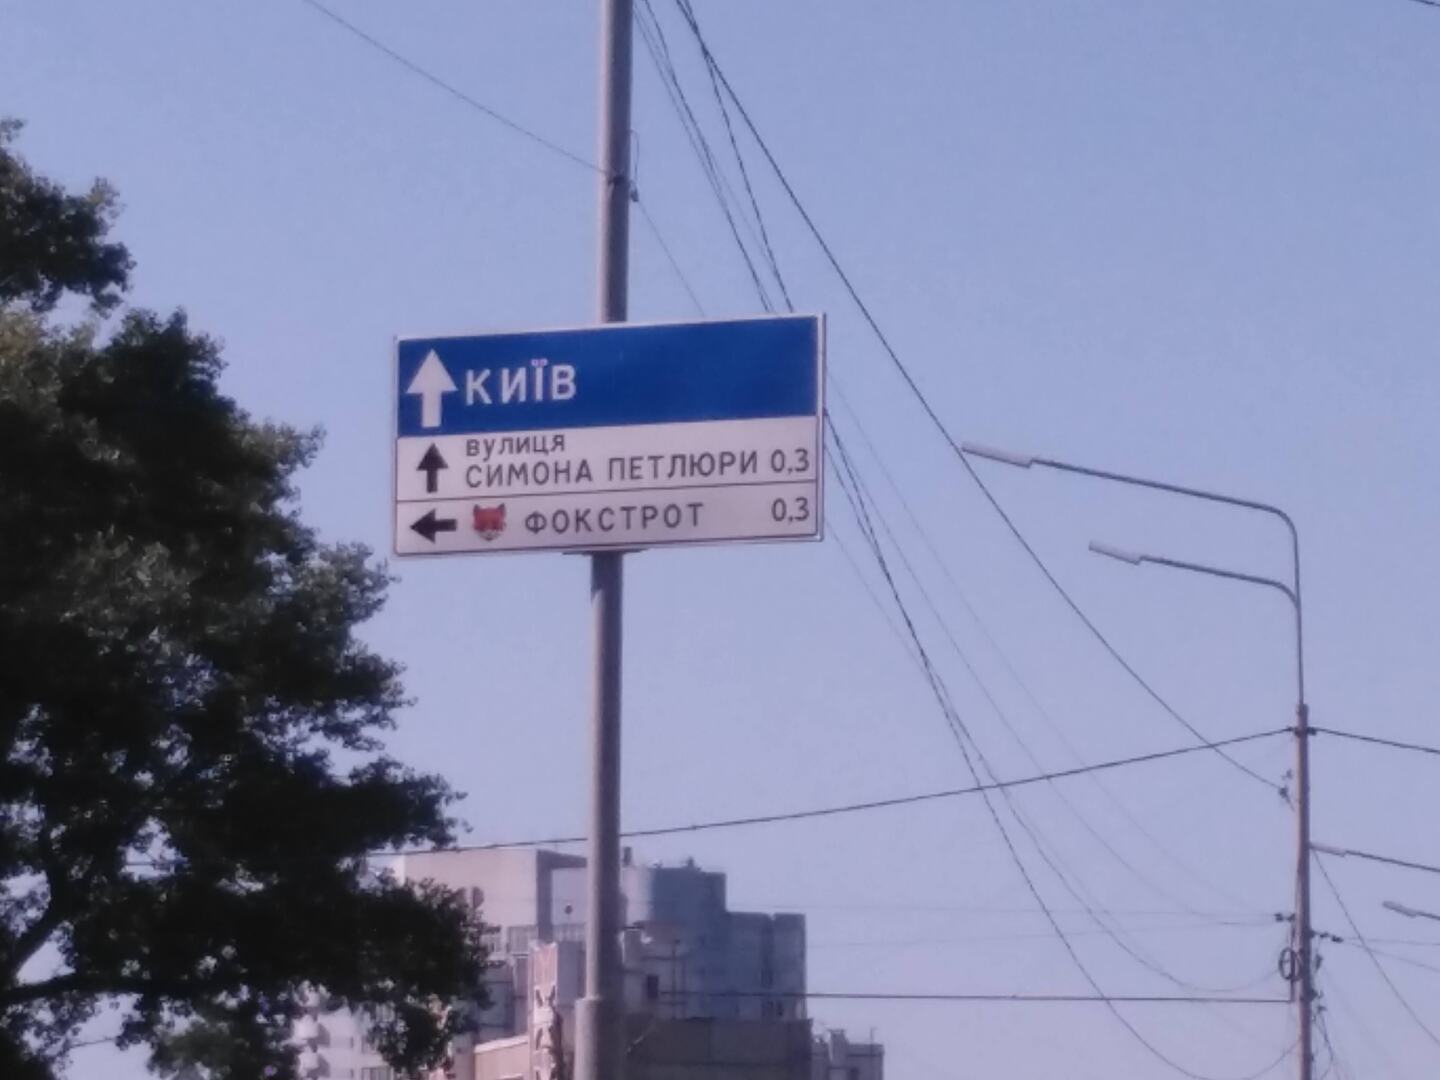 КИЇВ
вулиця
СИМОНА ПЕТЛЮРИ 0,3
ФОКСТРОТ 0,3